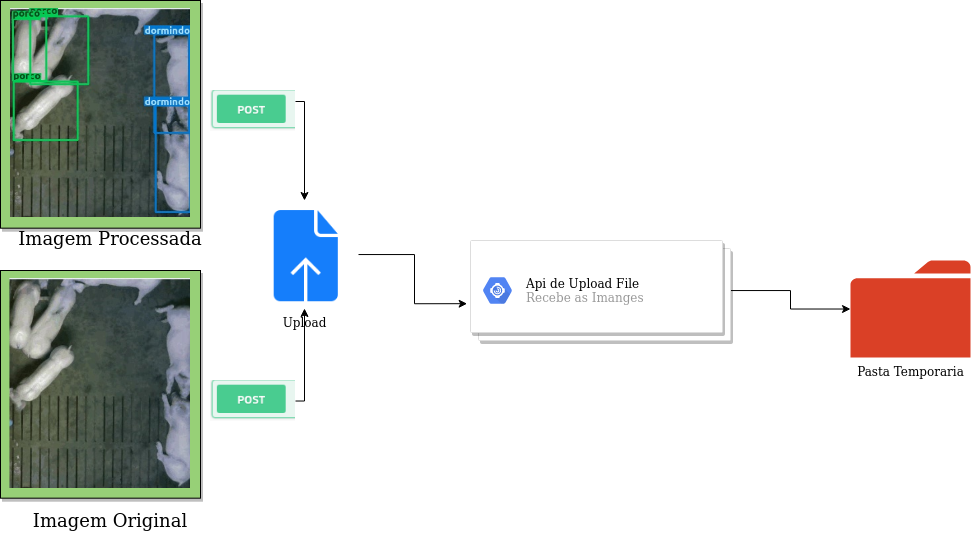 porco
porco
dormindo
porco
dormindo
Imagem Processada
POST
Upload
Api de Upload File
Recebe as Imanges
Pasta Temporaria
POST
Imagem Original